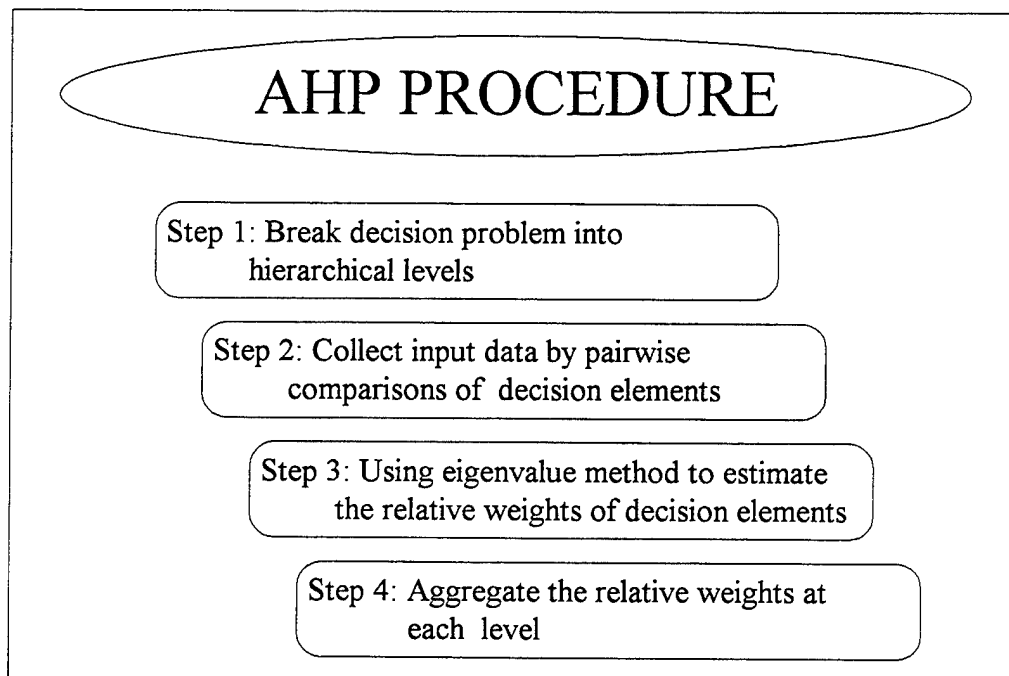 AHP PROCEDURE
Step 1: Break decision problem into
hierarchical levels
Step 2: Collect input data by pairwise
comparisons of decision elements
Step 3: Using eigenvalue method to estimate
the relative weights of decision elements
Step 4: Aggregate the relative weights at
each level